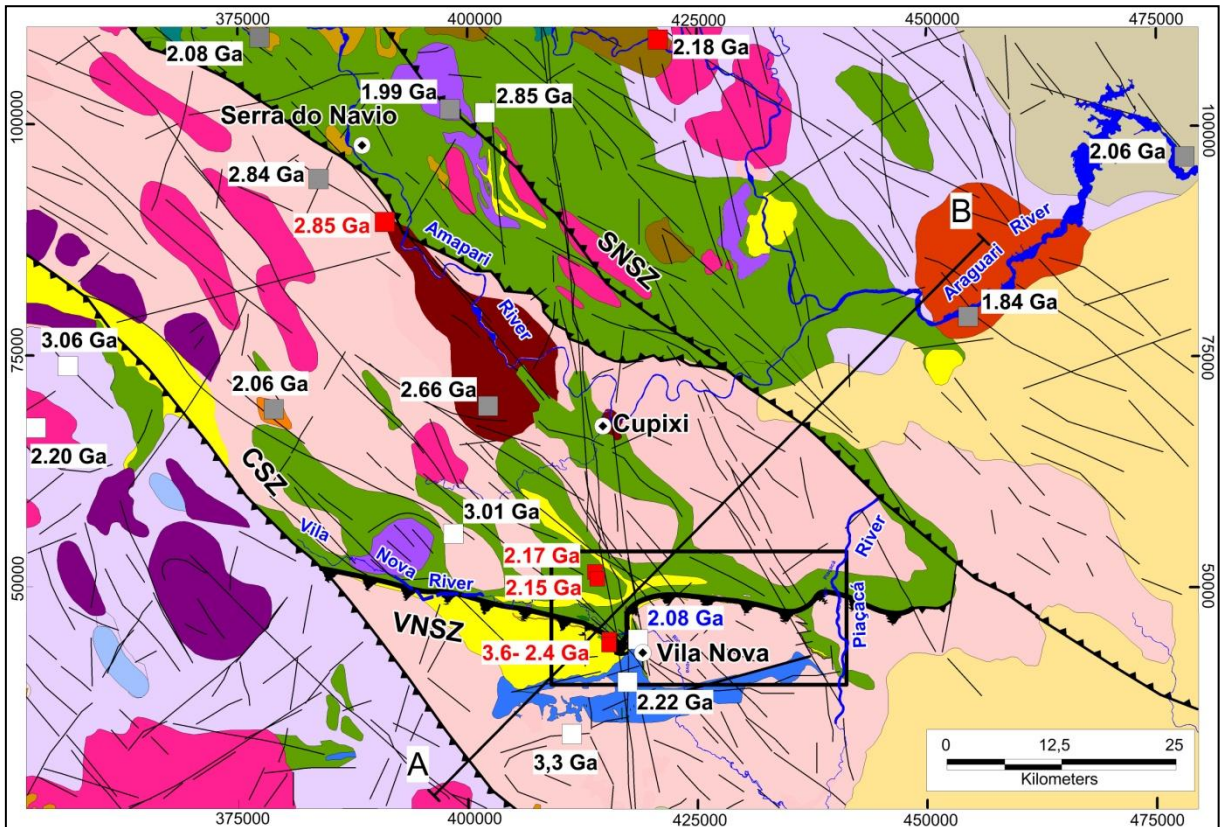 375000 400000 425000 450000 475000
2.08 Ga
2.18 Ga
1.99 Ga
2.85 Ga
100000
100000
Serra do Navio
2.06 Ga
2.84 Ga
B
2.85 Ga
Amapari
River
SNSZ
Araguari River
1.84 Ga
75000
75000
3.06 Ga
2.06 Ga
2.66 Ga
Cupixi
2.20 Ga
CSZ
3.01 Ga
Vila
Nova
River
2.17 Ga
2.15 Ga
Piaçacá River
50000
50000
VNSZ
2.08 Ga
3.6- 2.4 Ga
Vila Nova
2.22 Ga
3,3 Ga
A
0 12,5 25
Kilometers
375000 400000 425000 450000 475000